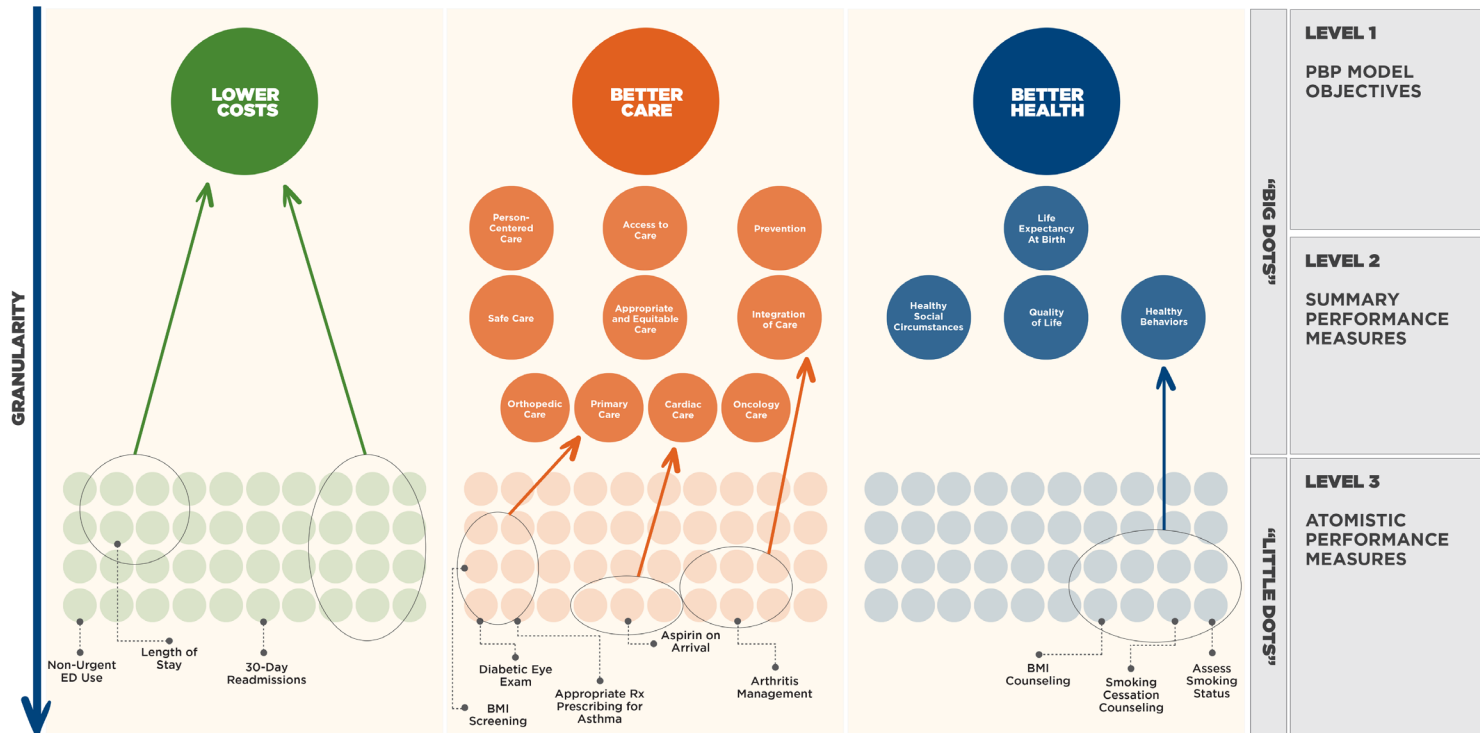 GRANULARITY
LOWER
COSTS
BETTER
CARE
BETTER
HEALTH
Person-
Centered
Care
Access to
Care
Prevention
Safe Care
Appropriate
and Equitable
Care
Integration
of Care
Orthopedic
Care
Primary
Care
Cardiac
Care
Oncology
Care
Life
Expectancy
At Birth
Healthy
Social
Circumstances
Quality
of Life
Healthy
Behaviors
Non-Urgent
ED Use
Length of
Stay
30-Day
Readmissions
BMI
Screening
Diabetic Eye
Exam
Appropriate Rx
Prescribing for
Asthma
Aspirin on
Arrival
Arthritis
Management
BMI
Counseling
Smoking
Cessation
Counseling
Assess
Smoking
Status
"BIG DOTS"
"LITTLE DOTS"
LEVEL 1
PBP MODEL
OBJECTIVES
LEVEL 2
SUMMARY
PERFORMANCE
MEASURES
LEVEL 3
ATOMISTIC
PERFORMANCE
MEASURES